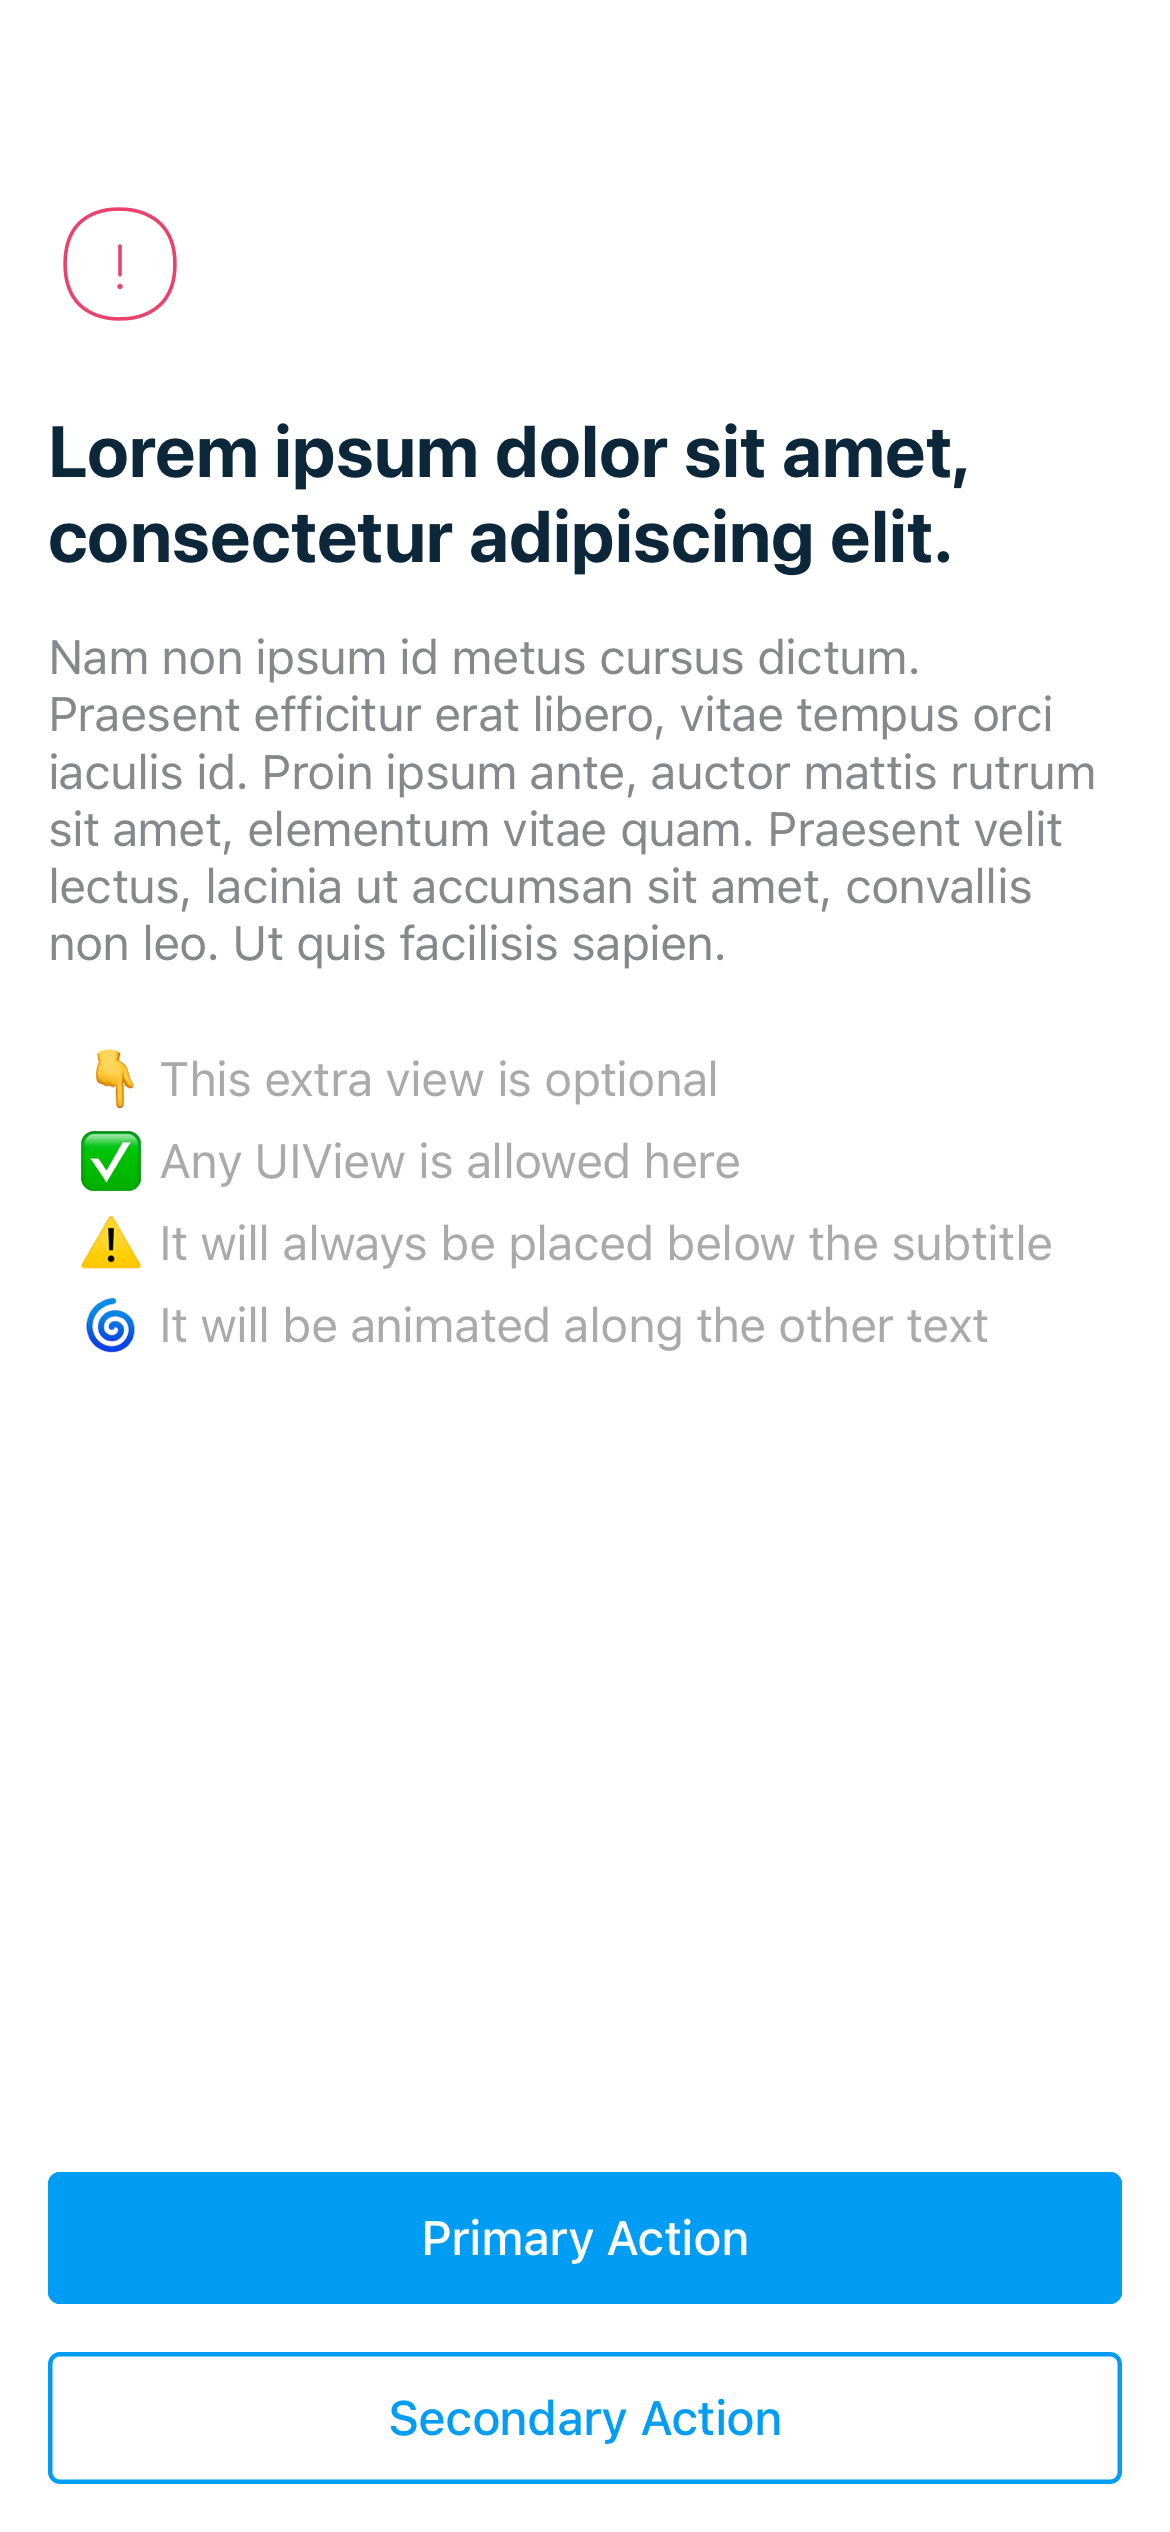 Lorem ipsum dolor sit amet,
consectetur adipiscing elit.
Nam non ipsum id metus cursus dictum.
Praesent efficitur erat libero, vitae tempus orci
iaculis id. Proin ipsum ante, auctor mattis rutrum
sit amet, elementum vitae quam. Praesent velit
lectus, lacinia ut accumsan sit amet, convallis
non leo. Ut quis facilisis sapien.
👇 This extra view is optional
✅ Any UIView is allowed here
⚠️ It will always be placed below the subtitle
🌀 It will be animated along the other text
Primary Action
Secondary Action